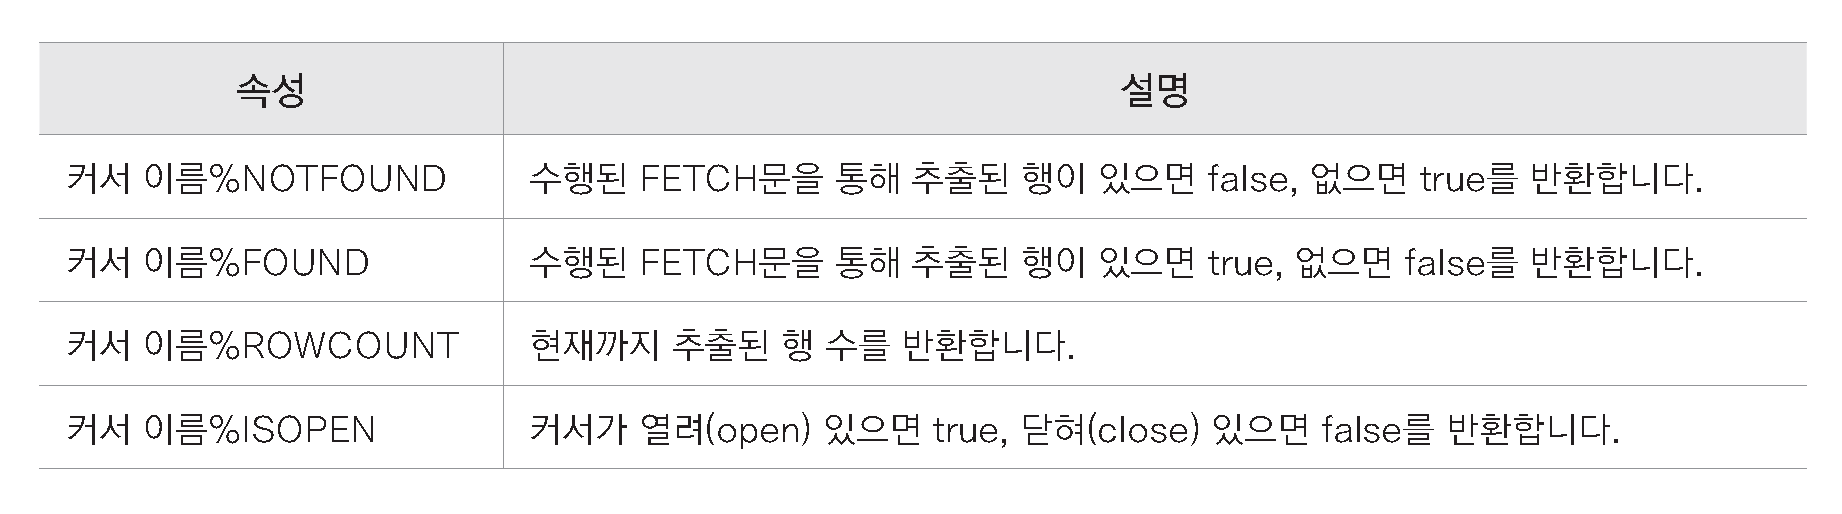 속성 설명
커서 이름%NOTFOUND 수행된 FETCH문을 통해 추출된 행이 있으면 false, 없으면 true를 반환합니다.
커서 이름%FOUND 수행된 FETCH문을 통해 추출된 행이 있으면 true, 없으면 false를 반환합니다.
커서 이름%ROWCOUNT 현재까지 추출된 행 수를 반환합니다.
커서 이름%ISOPEN 커서가 열려(open) 있으면 true, 닫혀(close) 있으면 false를 반환합니다.